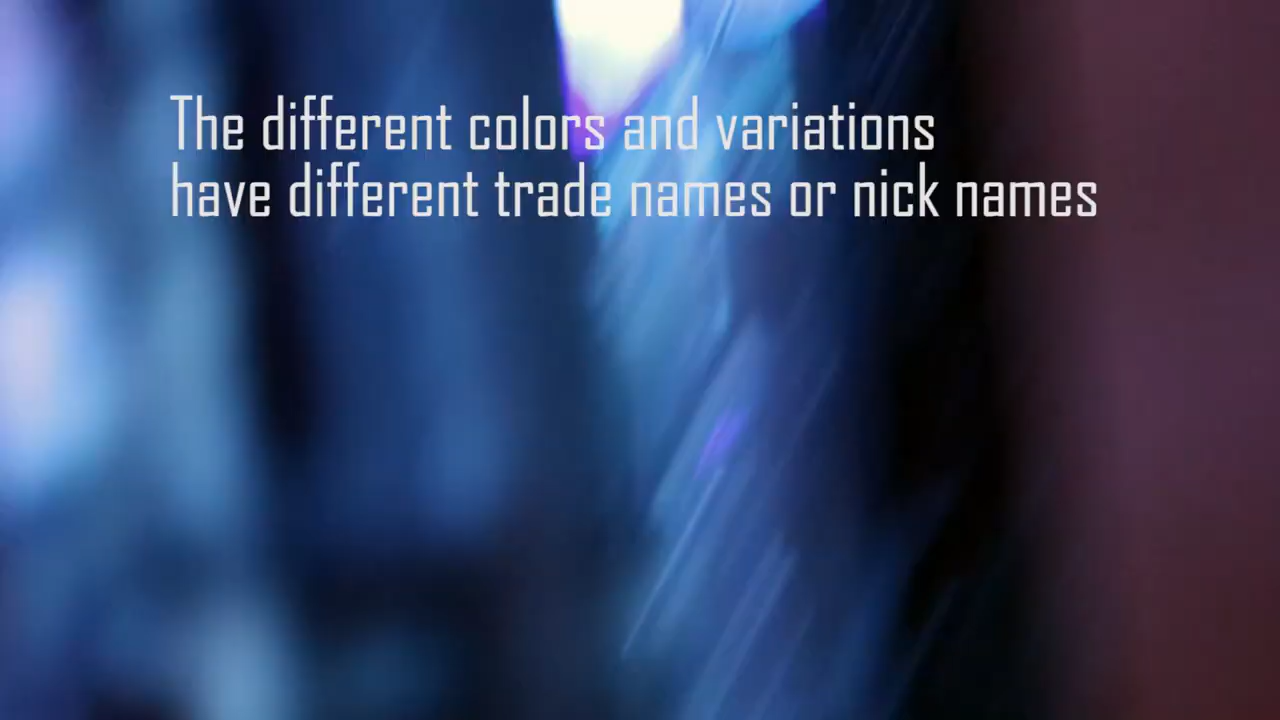 The different colors and variations
have different trade names or nick names